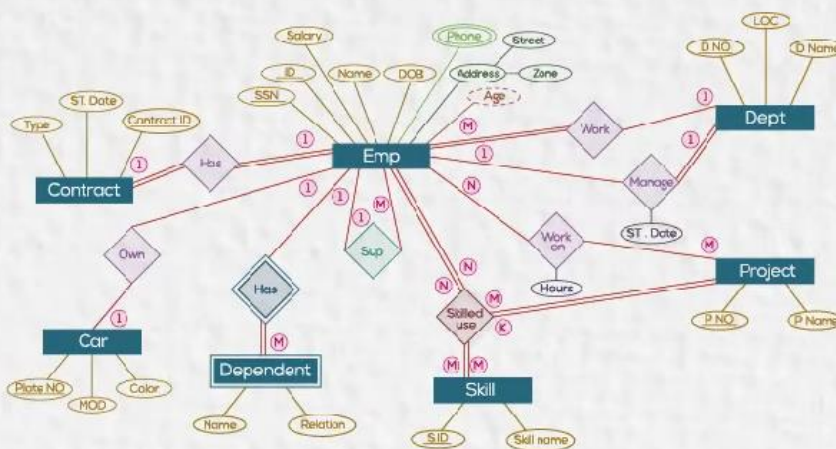 Salary
Phone
Street
LOC
ID
Name
DOB
Address
Zone
D NO
D Name
ST. Date
SSN
Age
Type
Contract ID
M
Work
1
Dept
1
Has
1
Emp
1
1
Contract
N
Manage
1
1
1
M
ST. Date
Own
Sup
Work on
M
N
Hours
Project
Has
N
M
Skilled use
K
P NO
P Name
1
M
Car
M
M
Dependent
Skill
Plate NO
Color
MOD
Name
Relation
S.ID
Skill name